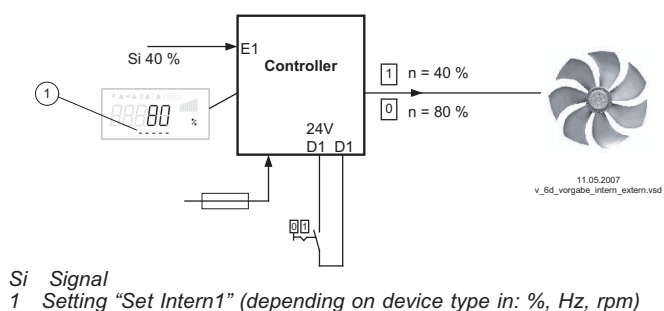 Si 40 %
E1
Controller
1 n = 40 %
0 n = 80 %
1
80 %
24V
D1 D1
0 1
11.05.2007
v_6d_vorgabe_intern_extern.vsd
Si Signal
1 Setting “Set Intern1” (depending on device type in: %, Hz, rpm)